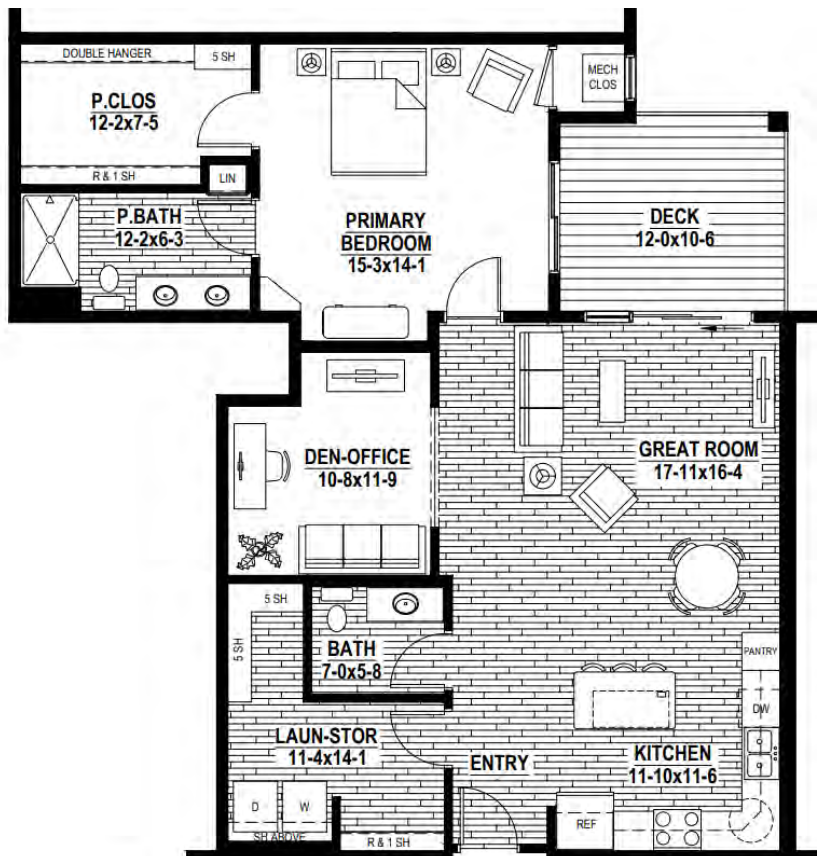 DOUBLE HANGER
5 SH
P.CLOS
12-2x7-5
R & 1 SH
LIN
MECH
CLOS
P.BATH
12-2x6-3
PRIMARY
BEDROOM
15-3x14-1
DECK
12-0x10-6
DEN-OFFICE
10-8x11-9
GREAT ROOM
17-11x16-4
5 SH
5 SH
BATH
7-0x5-8
PANTRY
DW
LAUN-STOR
11-4x14-1
ENTRY
KITCHEN
11-10x11-6
D
W
SH ABOVE
R & 1 SH
REF